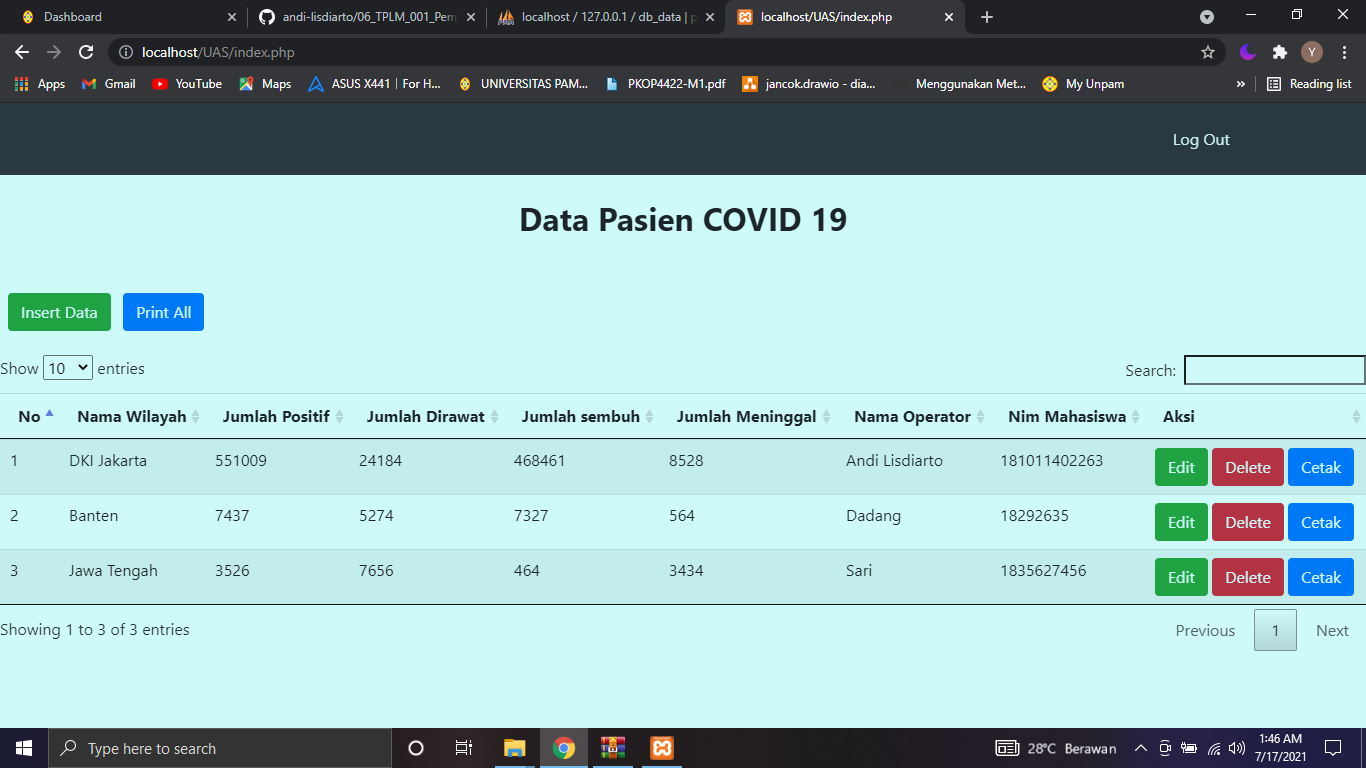 Dashboard
andi-lisdiarto/06_TPLM_001_Pem
localhost / 127.0.0.1 / db_data | p
localhost/UAS/index.php
localhost/UAS/index.php
Y
Apps
Gmail
YouTube
Maps
ASUS X441 | For H...
UNIVERSITAS PAM...
PKOP4422-M1.pdf
jancok.drawio - dia...
Menggunakan Met...
My Unpam
»
Reading list
Log Out
Data Pasien COVID 19
Insert Data Print All
Show 10 entries
Search:
No Nama Wilayah Jumlah Positif Jumlah Dirawat Jumlah sembuh Jumlah Meninggal Nama Operator Nim Mahasiswa Aksi
1 DKI Jakarta 551009 24184 468461 8528 Andi Lisdiarto 181011402263 Edit Delete Cetak
2 Banten 7437 5274 7327 564 Dadang 18292635 Edit Delete Cetak
3 Jawa Tengah 3526 7656 464 3434 Sari 1835627456 Edit Delete Cetak
Showing 1 to 3 of 3 entries
Previous 1 Next
Type here to search
28°C Berawan
1:46 AM
7/17/2021